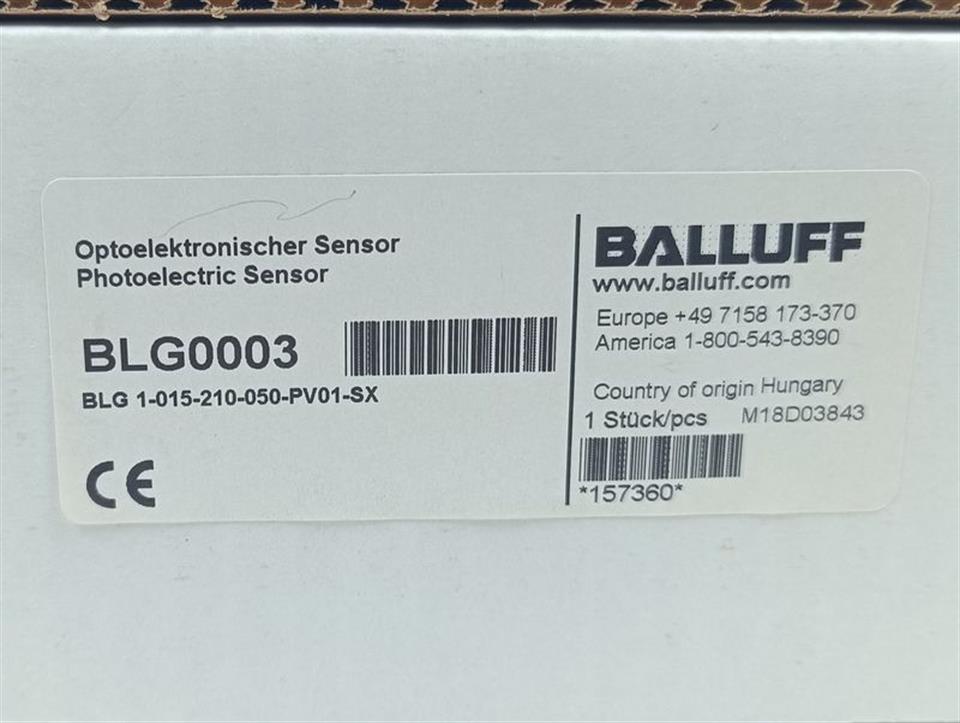 Optoelektronischer Sensor
Photoelectric Sensor
BLG0003
BLG 1-015-210-050-PV01-SX
CE
BALLUFF
www.balluff.com
Europe +49 7158 173-370
America 1-800-543-8390
Country of origin Hungary
1 Stück/pcs M18D03843
*157360*